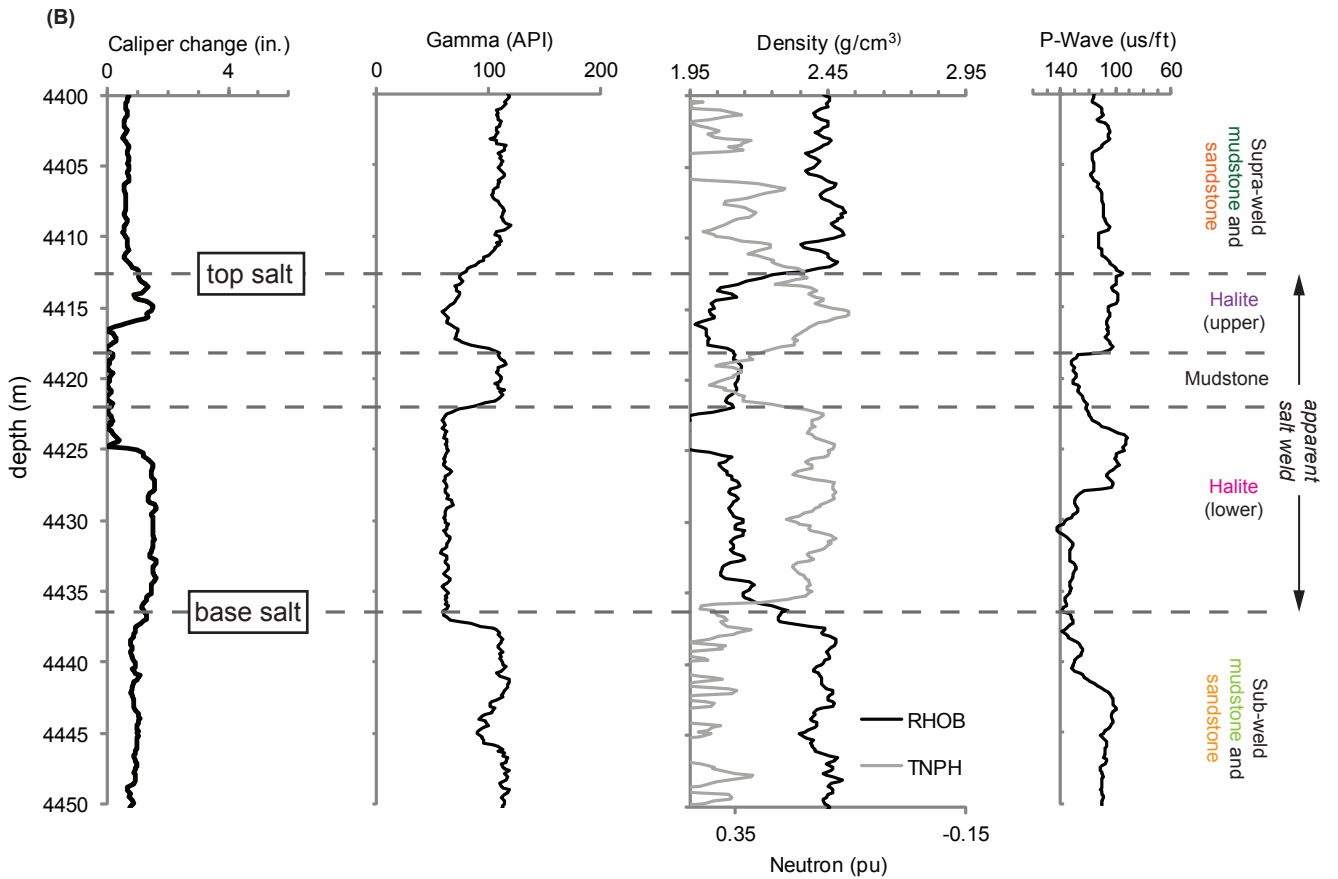 (B)
Caliper change (in.)
Gamma (API)
Density (g/cm³)
P-Wave (us/ft)
0 4
0 100 200
1.95 2.45 2.95
140 100 60
4400
4405
4410
4415
4420
4425
4430
4435
4440
4445
4450
depth (m)
top salt
base salt
RHOB
TNPH
0.35 -0.15
Neutron (pu)
Supra-weld
mudstone and
sandstone
Halite
(upper)
Mudstone
Halite
(lower)
apparent
salt weld
Sub-weld
mudstone and
sandstone